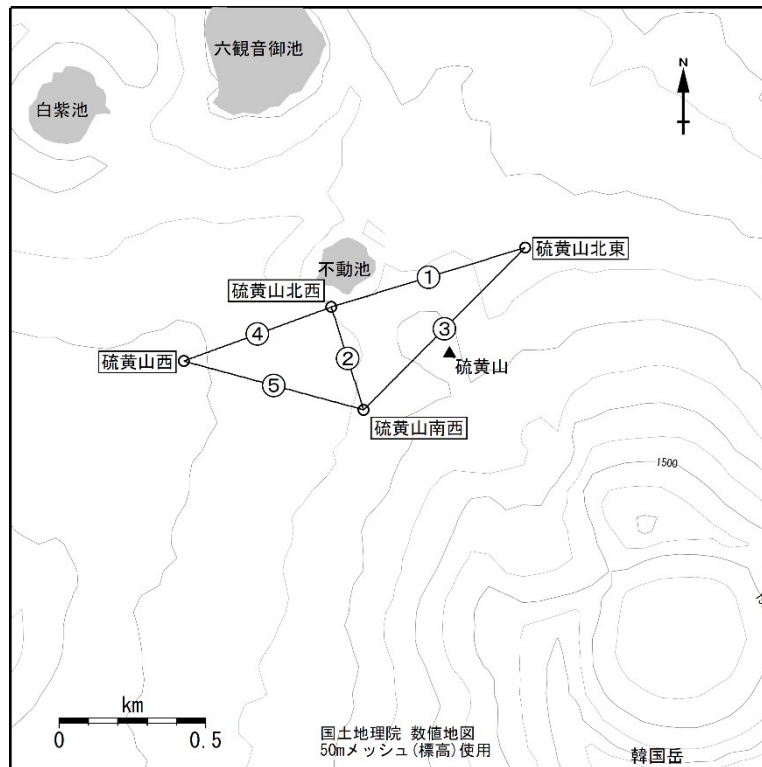 六観音御池
白紫池
N
不動池
硫黄山北東
①
硫黄山北西
③
④
②
硫黄山西
硫黄山
⑤
硫黄山南西
1500
km
0 0.5
国土地理院 数値地図
50mメッシュ(標高)使用
韓国岳